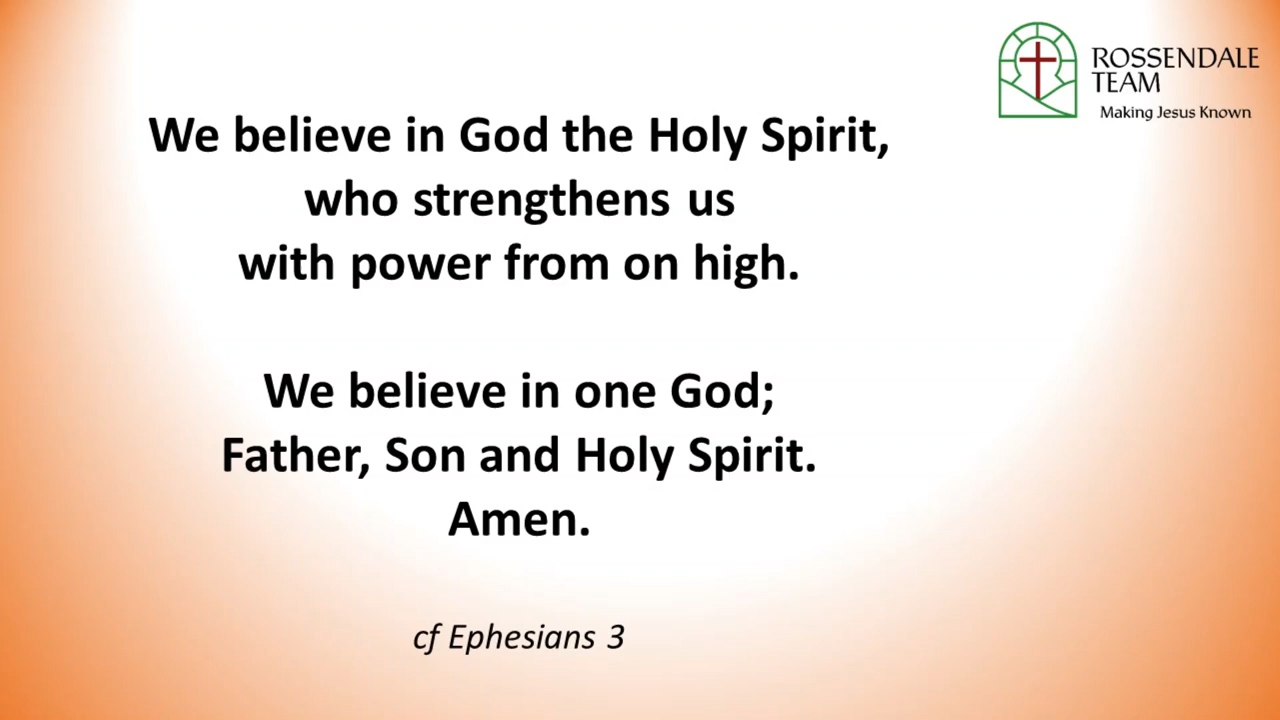 ROSSENDALE
TEAM
Making Jesus Known
We believe in God the Holy Spirit,
who strengthens us
with power from on high.
We believe in one God;
Father, Son and Holy Spirit.
Amen.
cf Ephesians 3